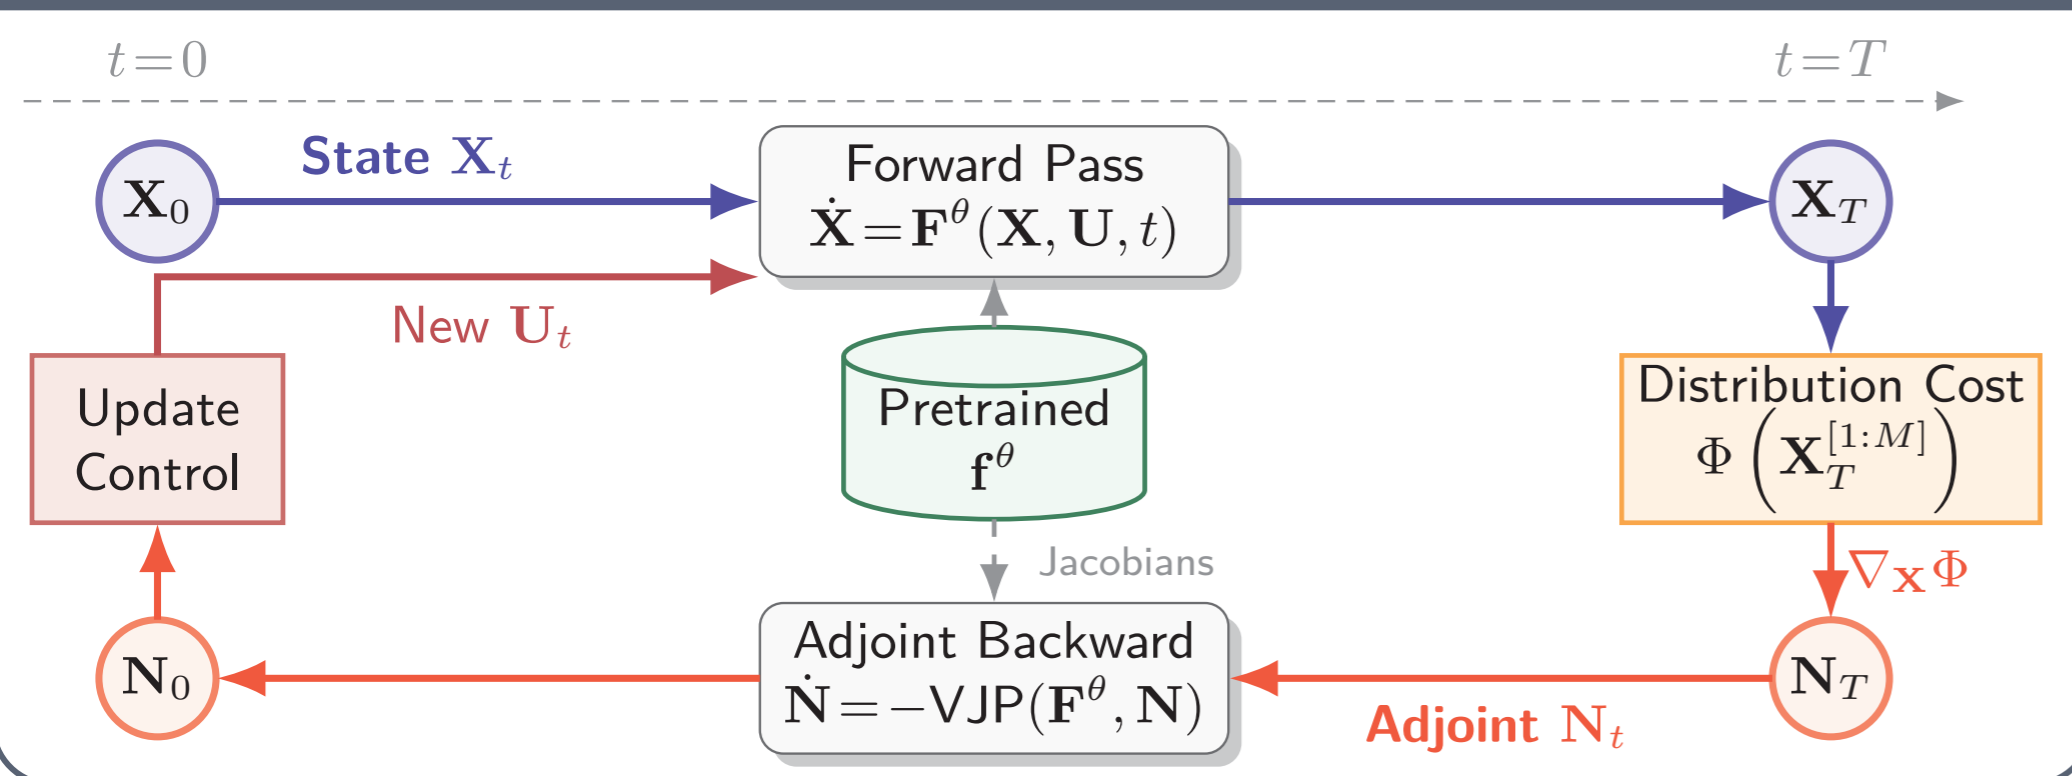 t=0
t=T
State X_t
X_0
Forward Pass
Ẋ=F^θ(X, U, t)
X_T
New U_t
Update
Control
Pretrained
f^θ
Distribution Cost
Φ(X_T^{[1:M]})
Jacobians
∇_XΦ
N_0
Adjoint Backward
Ṅ=−VJP(F^θ, N)
N_T
Adjoint N_t